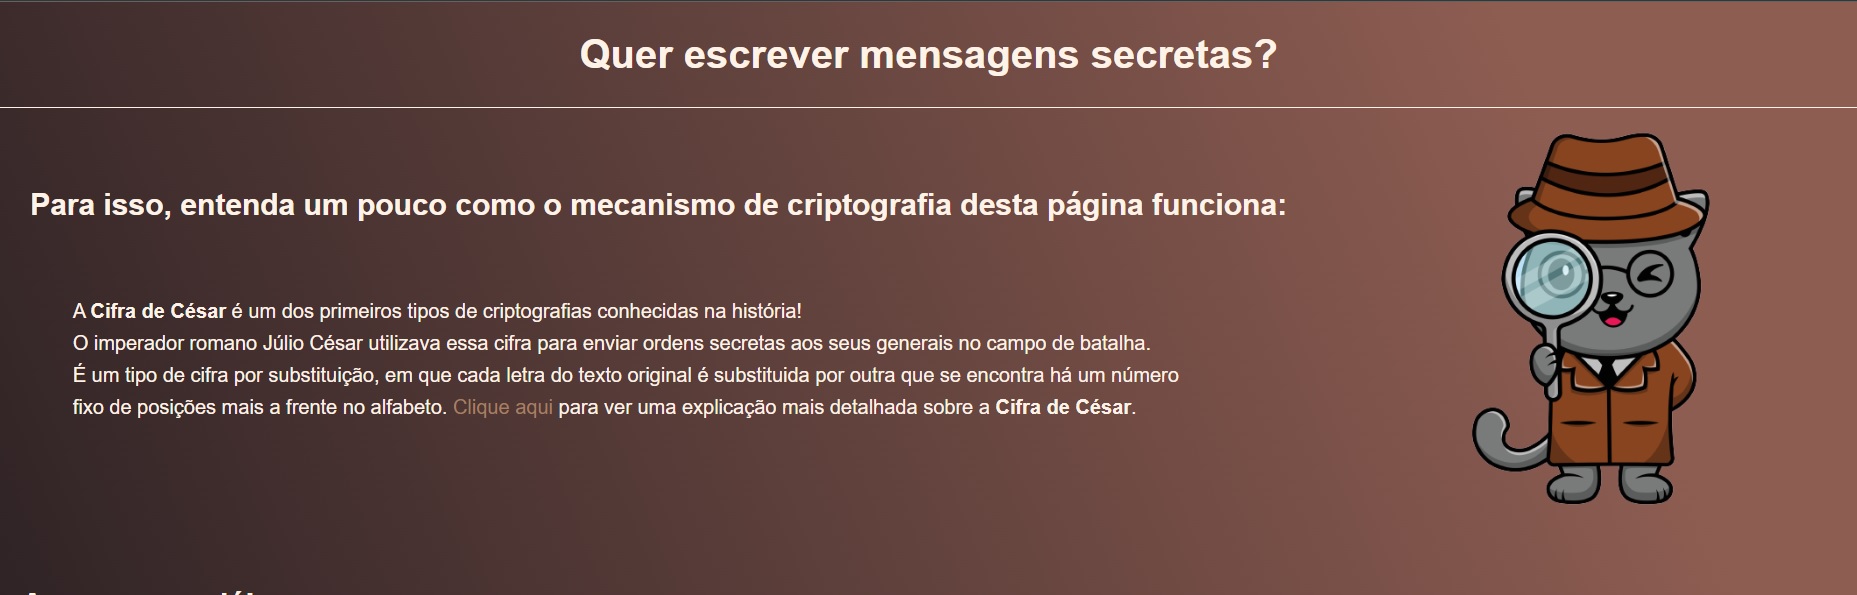 Quer escrever mensagens secretas?
Para isso, entenda um pouco como o mecanismo de criptografia desta página funciona:
A Cifra de César é um dos primeiros tipos de criptografias conhecidas na história!
O imperador romano Júlio César utilizava essa cifra para enviar ordens secretas aos seus generais no campo de batalha.
É um tipo de cifra por substituição, em que cada letra do texto original é substituida por outra que se encontra há um número
fixo de posições mais a frente no alfabeto. Clique aqui para ver uma explicação mais detalhada sobre a Cifra de César.